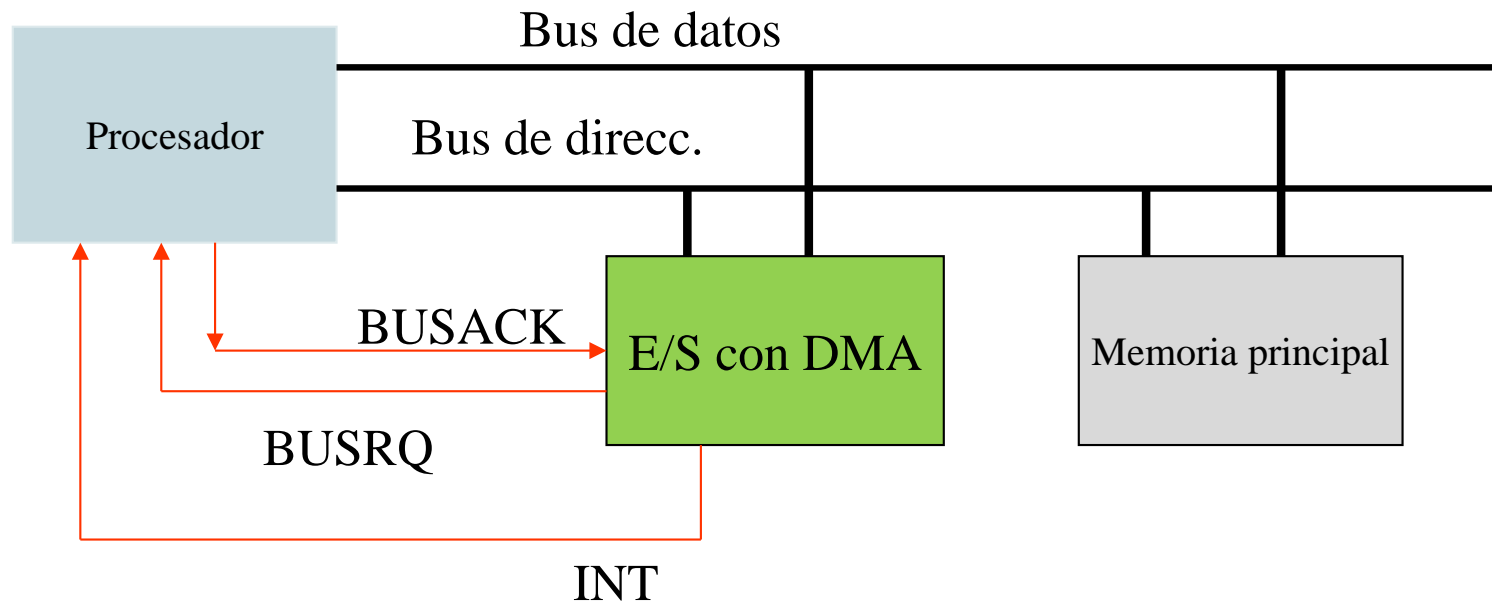 Bus de datos
Procesador
Bus de direcc.
BUSACK
E/S con DMA
Memoria principal
BUSRQ
INT